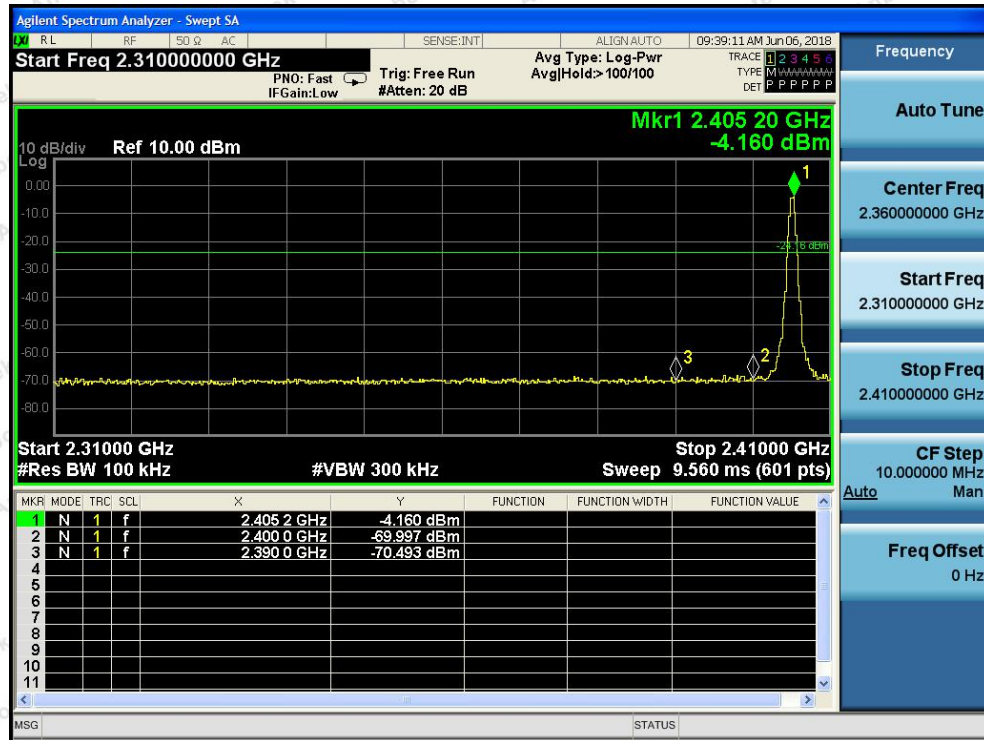 Agilent Spectrum Analyzer - Swept SA
LXI RL RF 50 Ω AC SENSE:INT ALIGN AUTO 09:39:11 AM Jun 06, 2018
Start Freq 2.310000000 GHz
PNO: Fast
IFGain:Low
Trig: Free Run
#Atten: 20 dB
Avg Type: Log-Pwr
Avg|Hold:>100/100
TRACE 1 2 3 4 5 6
TYPE M WWWWW
DET P P P P P P
Mkr1 2.405 20 GHz
-4.160 dBm
10 dB/div Ref 10.00 dBm
Log
1
0.00
-10.0
-20.0
-24.16 dBm
-30.0
-40.0
-50.0
-60.0
3 2
-70.0
-80.0
Start 2.31000 GHz Stop 2.41000 GHz
#Res BW 100 kHz #VBW 300 kHz Sweep 9.560 ms (601 pts)
MKR MODE TRC SCL X Y FUNCTION FUNCTION WIDTH FUNCTION VALUE
1 N 1 f 2.405 2 GHz -4.160 dBm
2 N 1 f 2.400 0 GHz -69.997 dBm
3 N 1 f 2.390 0 GHz -70.493 dBm
4
5
6
7
8
9
10
11
MSG STATUS
Frequency
Auto Tune
Center Freq
2.360000000 GHz
Start Freq
2.310000000 GHz
Stop Freq
2.410000000 GHz
CF Step
10.000000 MHz
Auto Man
Freq Offset
0 Hz